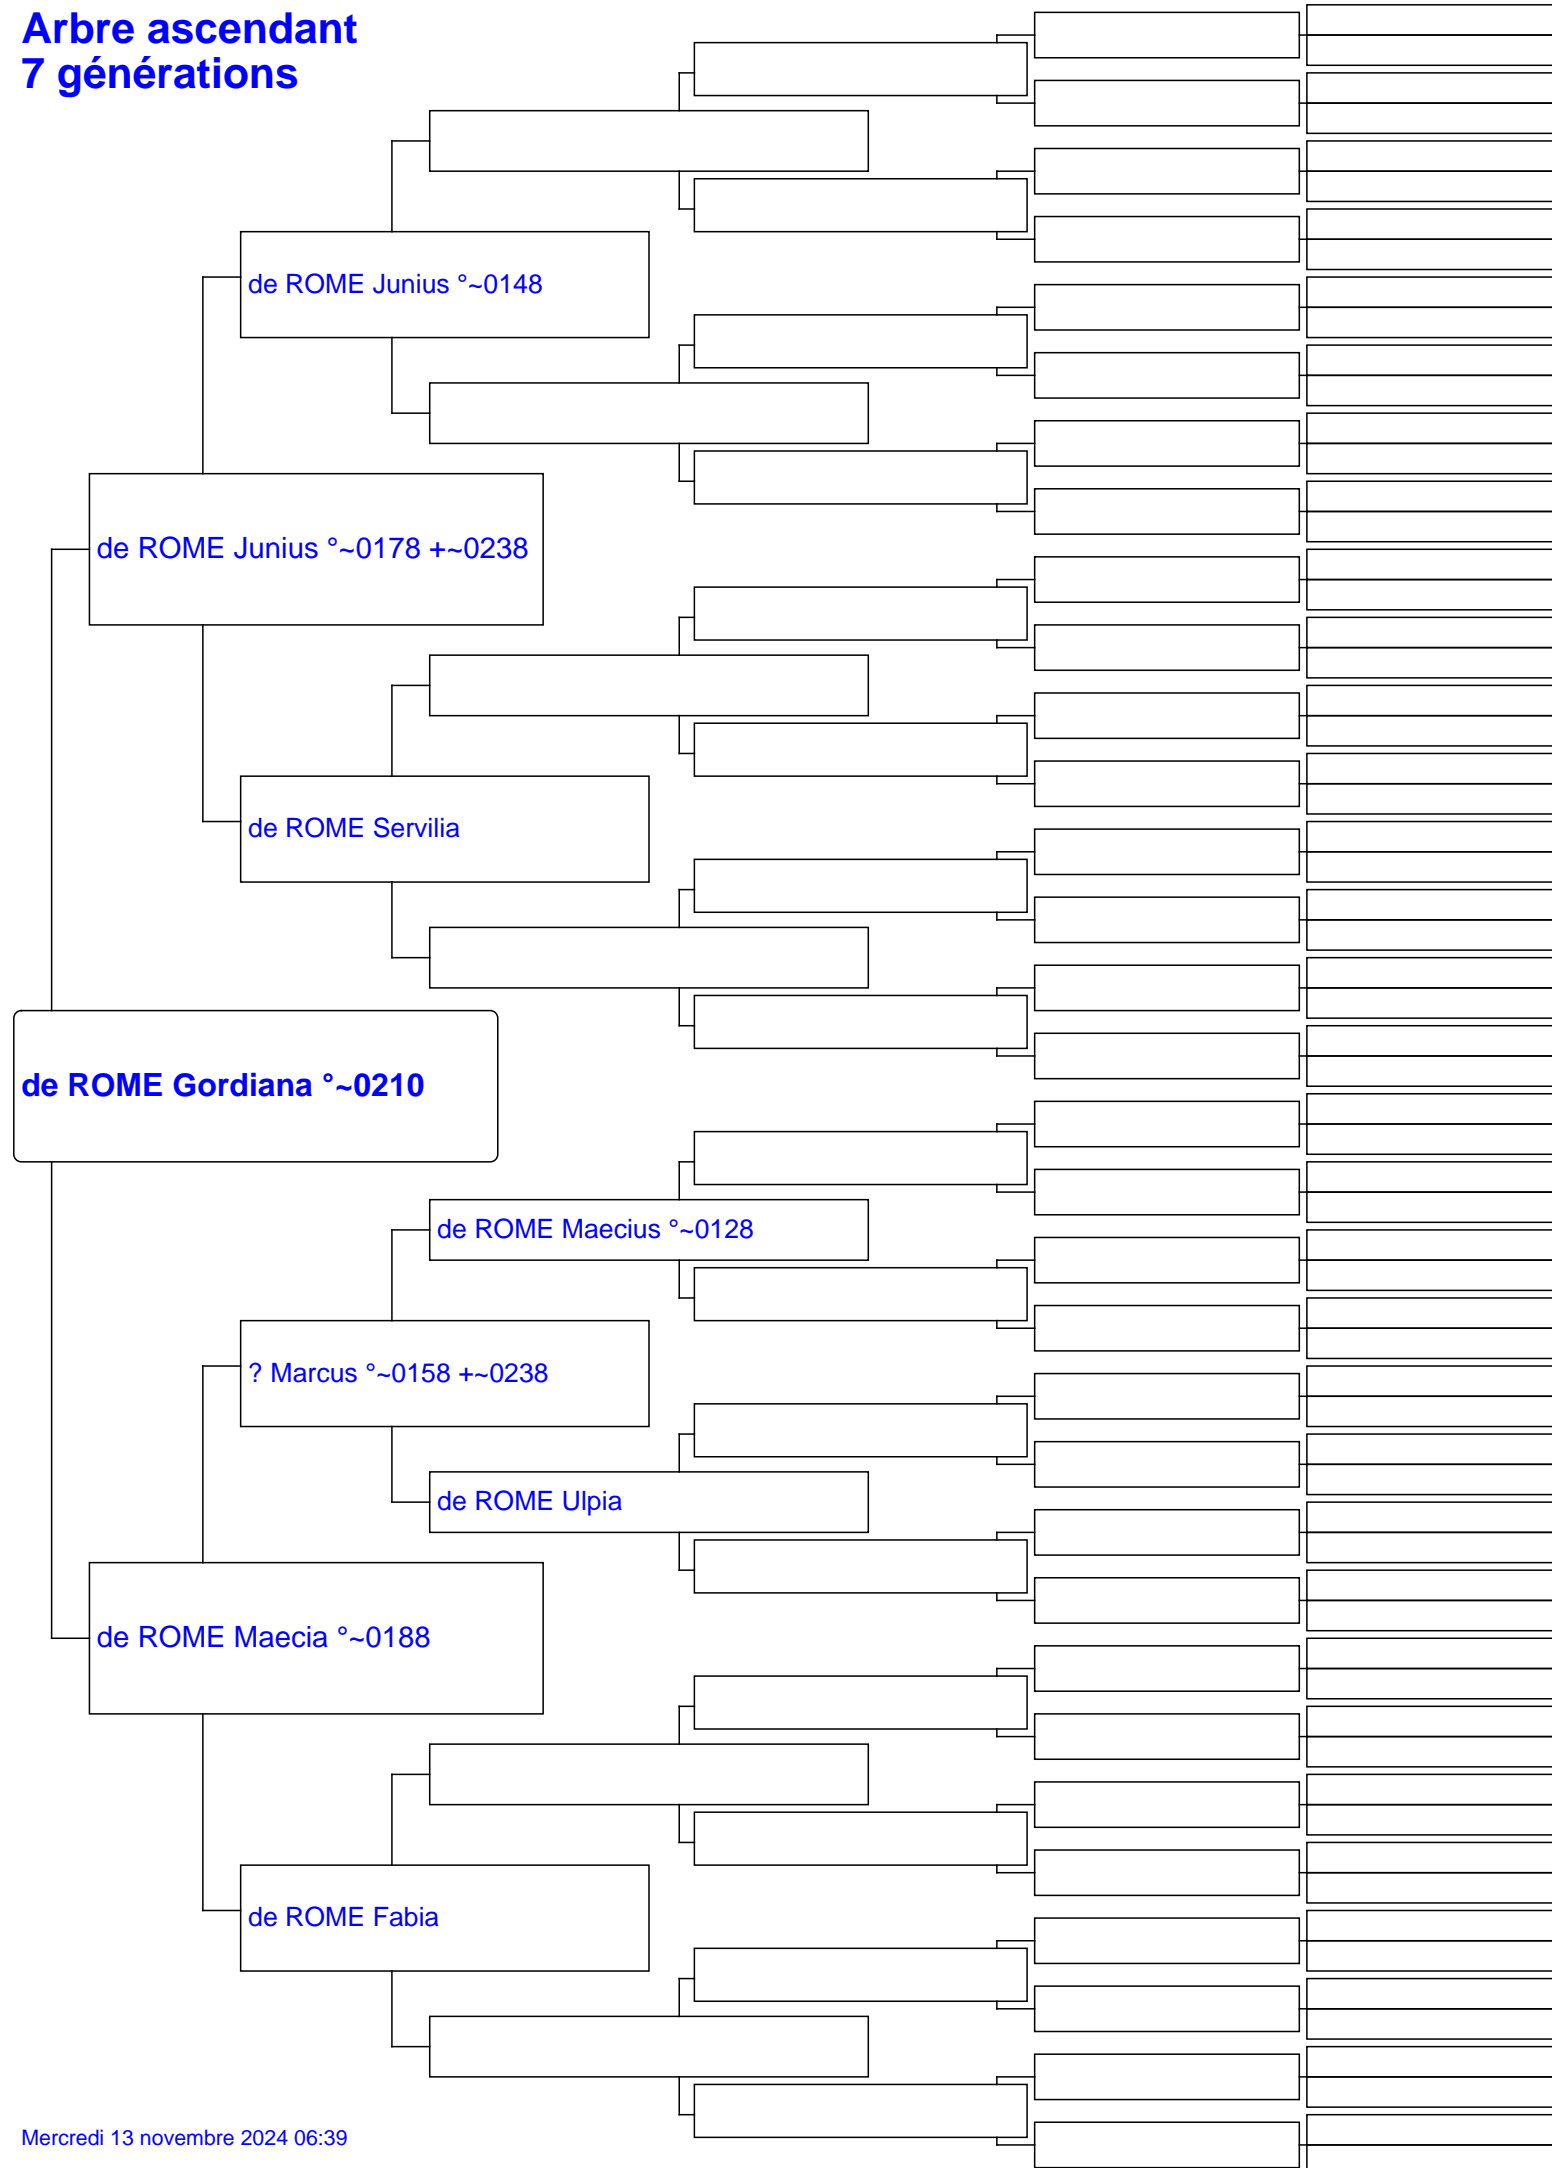 Arbre ascendant
7 générations
de ROME Junius °~0148
de ROME Junius °~0178 +~0238
de ROME Servilia
de ROME Gordiana °~0210
de ROME Maecius °~0128
? Marcus °~0158 +~0238
de ROME Ulpia
de ROME Maecia °~0188
de ROME Fabia
Mercredi 13 novembre 2024 06:39